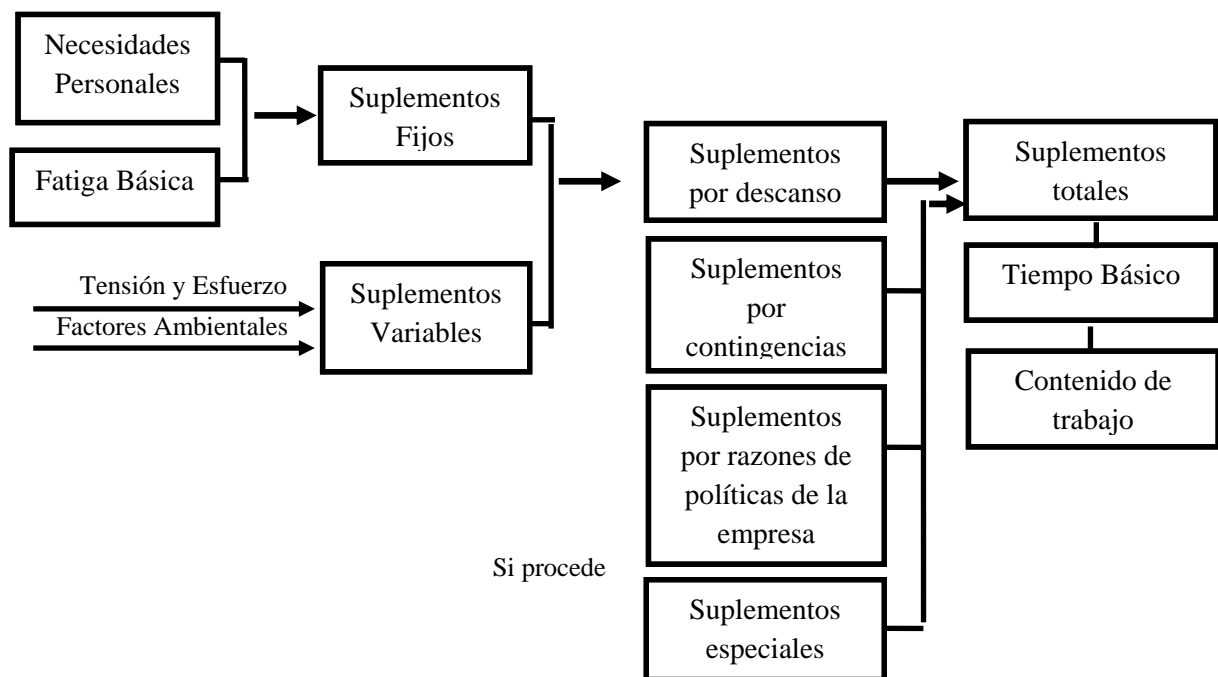 Necesidades
Personales
Fatiga Básica
Tensión y Esfuerzo
Factores Ambientales
Suplementos
Fijos
Suplementos
Variables
Suplementos
por descanso
Suplementos
por
contingencias
Suplementos
por razones de
políticas de la
empresa
Si procede
Suplementos
especiales
Suplementos
totales
Tiempo Básico
Contenido de
trabajo